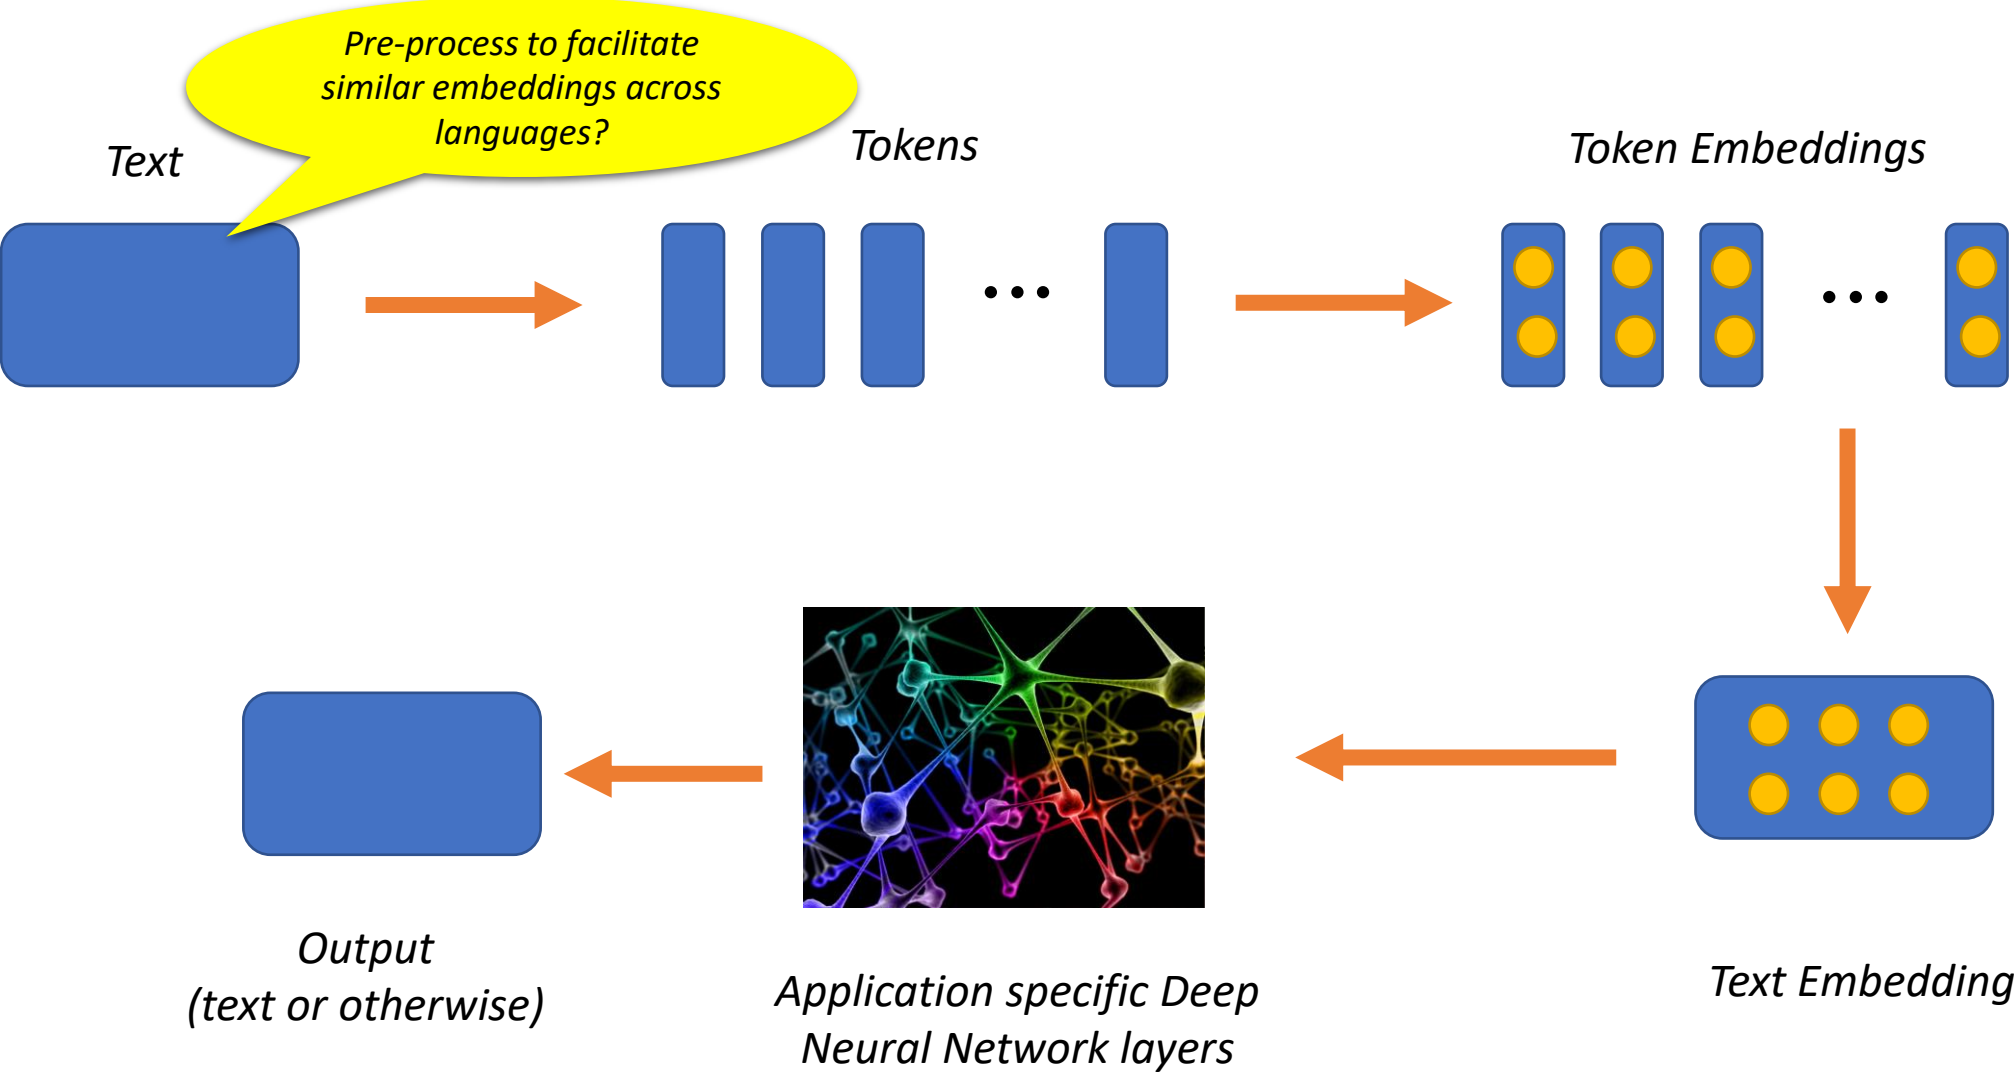 Pre-process to facilitate
similar embeddings across
languages?
Text
Tokens
Token Embeddings
Text Embedding
Application specific Deep
Neural Network layers
Output
(text or otherwise)